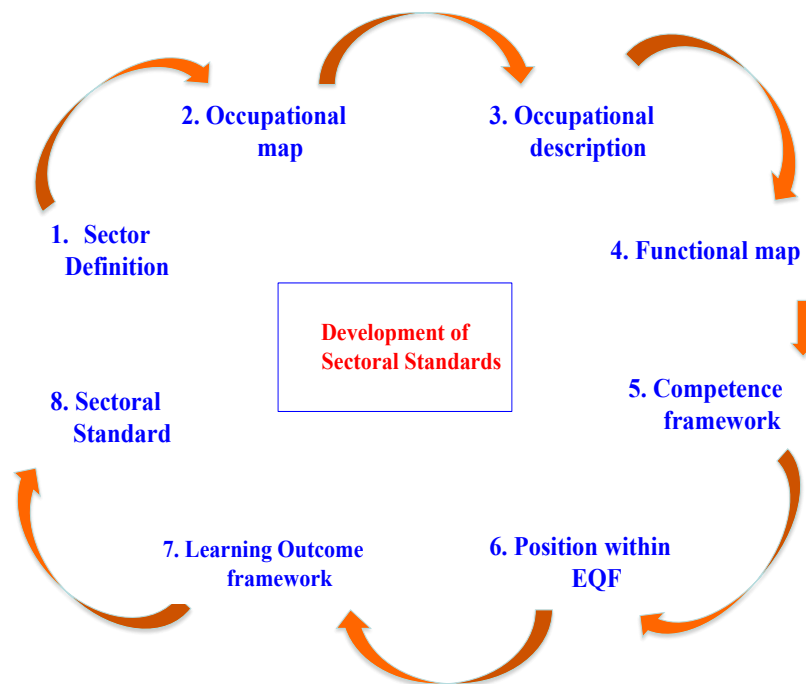 1. Sector
Definition
2. Occupational
map
3. Occupational
description
4. Functional map
5. Competence
framework
6. Position within
EQF
7. Learning Outcome
framework
8. Sectoral
Standard
Development of
Sectoral Standards